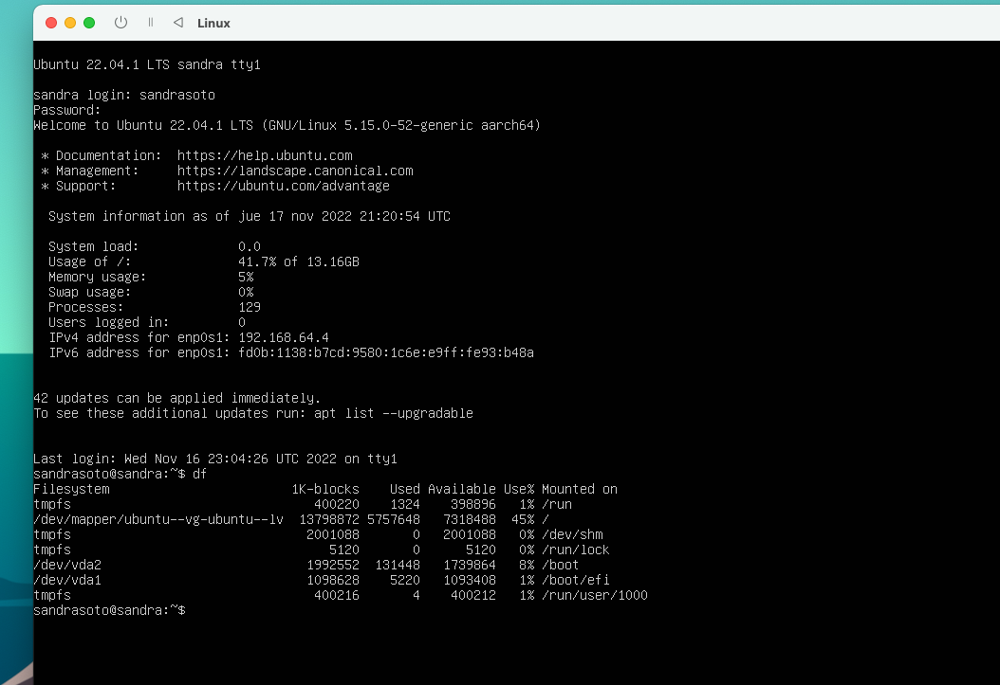 Linux
Ubuntu 22.04.1 LTS sandra tty1
sandra login: sandrasoto
Password:
Welcome to Ubuntu 22.04.1 LTS (GNU/Linux 5.15.0-52-generic aarch64)
* Documentation:  https://help.ubuntu.com
* Management:     https://landscape.canonical.com
* Support:        https://ubuntu.com/advantage
System information as of jue 17 nov 2022 21:20:54 UTC
System load:             0.0
Usage of /:              41.7% of 13.16GB
Memory usage:            5%
Swap usage:              0%
Processes:               129
Users logged in:         0
IPv4 address for enp0s1: 192.168.64.4
IPv6 address for enp0s1: fd0b:1138:b7cd:9580:1c6e:e9ff:fe93:b48a
42 updates can be applied immediately.
To see these additional updates run: apt list --upgradable
Last login: Wed Nov 16 23:04:26 UTC 2022 on tty1
sandrasoto@sandra:~$ df
Filesystem                        1K-blocks    Used Available Use% Mounted on
tmpfs                                400220    1324    398896   1% /run
/dev/mapper/ubuntu--vg-ubuntu--lv  13798872 5757648   7318488  45% /
tmpfs                               2001088       0   2001088   0% /dev/shm
tmpfs                                  5120       0      5120   0% /run/lock
/dev/vda2                           1992552  131448   1739864   8% /boot
/dev/vda1                           1098628    5220   1093408   1% /boot/efi
tmpfs                                400216       4    400212   1% /run/user/1000
sandrasoto@sandra:~$